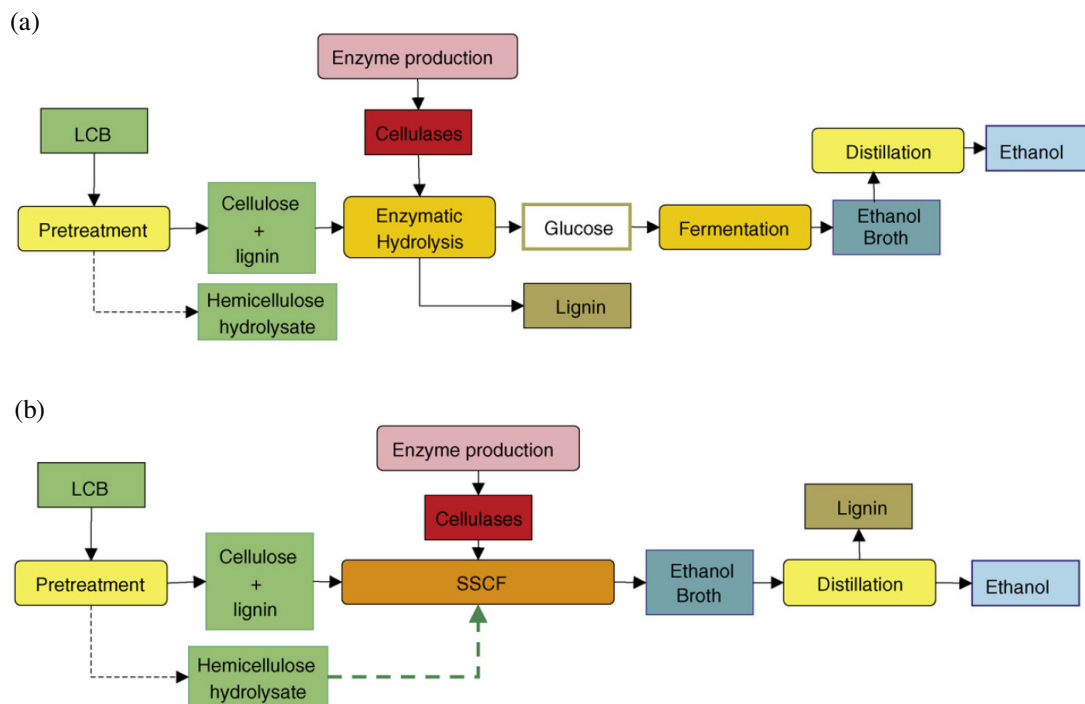 (a)
Enzyme production
LCB
Cellulases
Distillation
Ethanol
Pretreatment
Cellulose
+
lignin
Enzymatic
Hydrolysis
Glucose
Fermentation
Ethanol
Broth
Hemicellulose
hydrolysate
Lignin
(b)
Enzyme production
LCB
Cellulases
Lignin
Pretreatment
Cellulose
+
lignin
SSCF
Ethanol
Broth
Distillation
Ethanol
Hemicellulose
hydrolysate